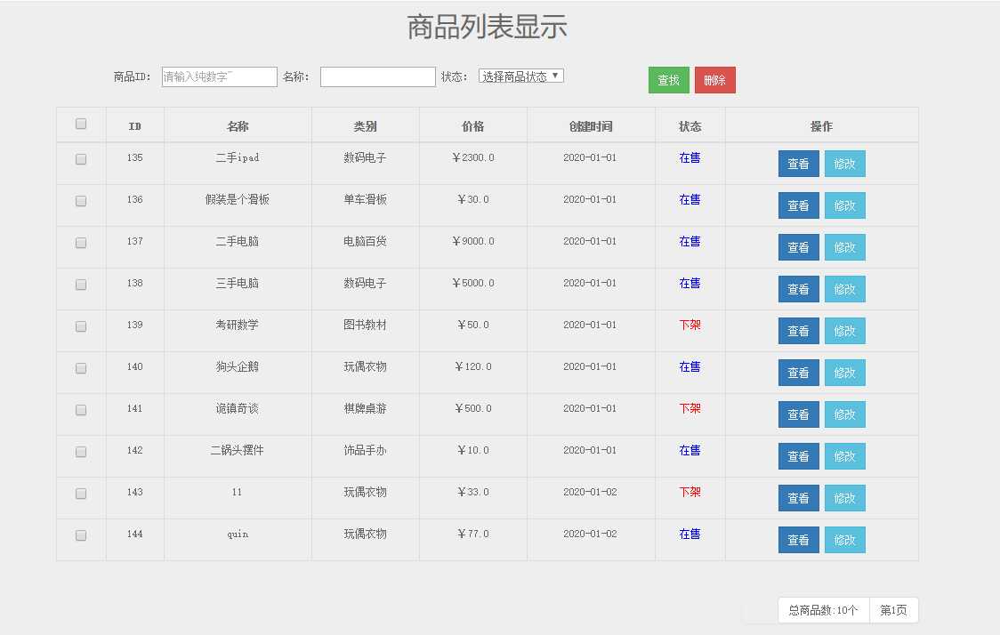 商品列表显示
商品ID： 请输入纯数字~ 名称： 状态： 选择商品状态 查找 删除
ID 名称 类别 价格 创建时间 状态 操作
135 二手ipad 数码电子 ￥2300.0 2020-01-01 在售 查看 修改
136 假装是个滑板 单车滑板 ￥30.0 2020-01-01 在售 查看 修改
137 二手电脑 电脑百货 ￥9000.0 2020-01-01 在售 查看 修改
138 三手电脑 数码电子 ￥5000.0 2020-01-01 在售 查看 修改
139 考研数学 图书教材 ￥50.0 2020-01-01 下架 查看 修改
140 狗头企鹅 玩偶衣物 ￥120.0 2020-01-01 在售 查看 修改
141 诡镇奇谈 棋牌桌游 ￥500.0 2020-01-01 下架 查看 修改
142 二锅头摆件 饰品手办 ￥10.0 2020-01-01 在售 查看 修改
143 11 玩偶衣物 ￥33.0 2020-01-02 下架 查看 修改
144 quin 玩偶衣物 ￥77.0 2020-01-02 在售 查看 修改
总商品数:10个 第1页